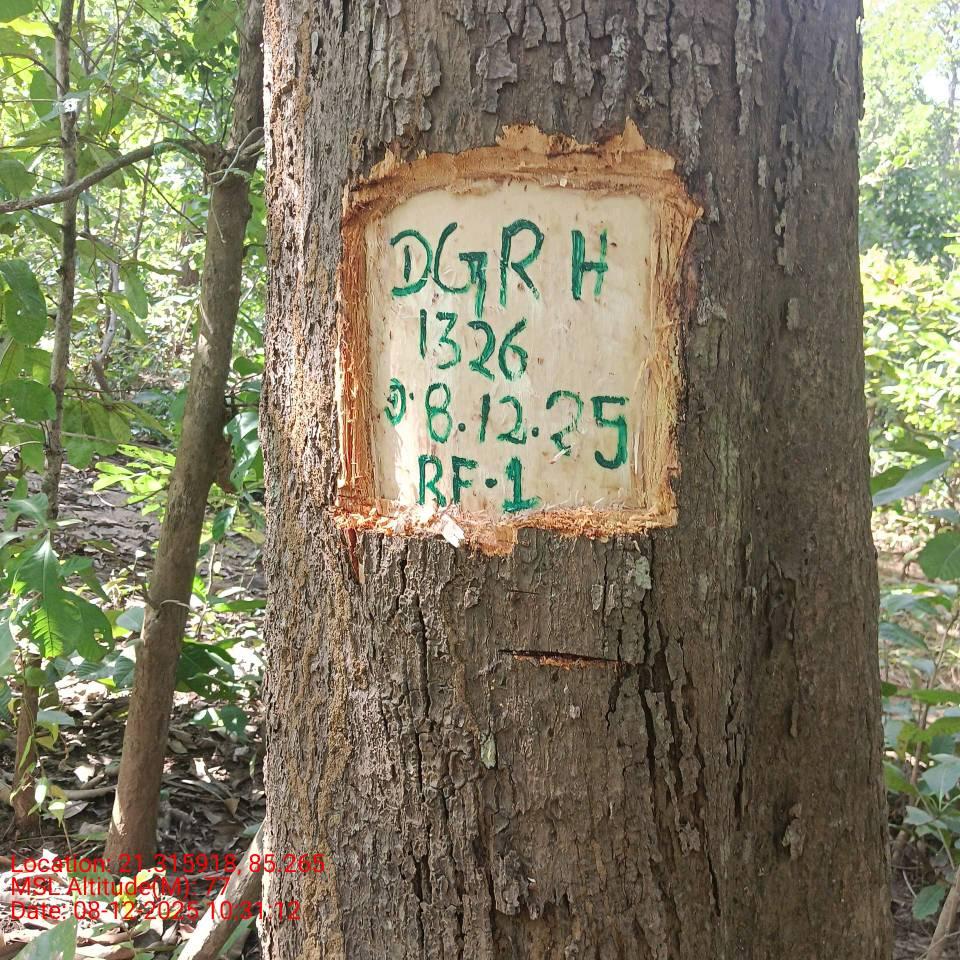 DGR H
1326
D. 8.12.25
RF.1
Location: 21.315918, 85.265
MSL Altitude(M): 77
Date: 08-12-2025 10:31:12